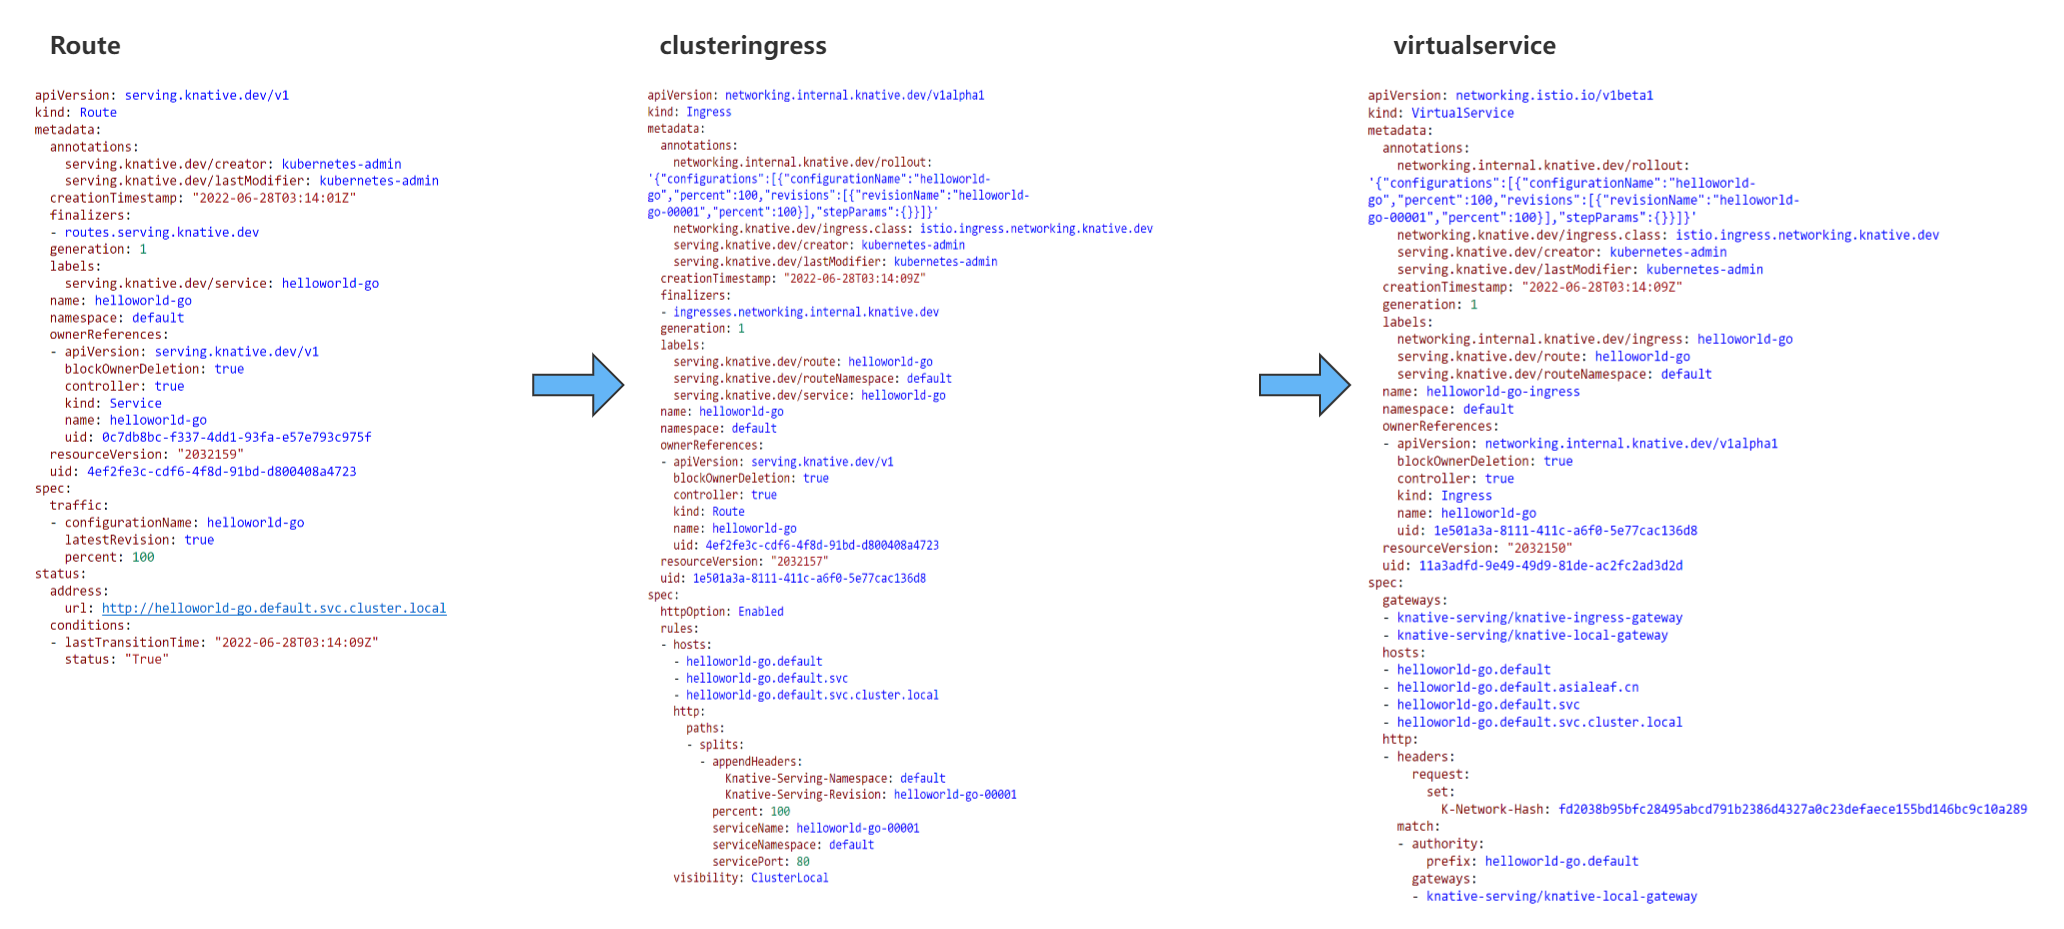 Route
apiVersion: serving.knative.dev/v1
kind: Route
metadata:
  annotations:
    serving.knative.dev/creator: kubernetes-admin
    serving.knative.dev/lastModifier: kubernetes-admin
  creationTimestamp: "2022-06-28T03:14:01Z"
  finalizers:
  - routes.serving.knative.dev
  generation: 1
  labels:
    serving.knative.dev/service: helloworld-go
  name: helloworld-go
  namespace: default
  ownerReferences:
  - apiVersion: serving.knative.dev/v1
    blockOwnerDeletion: true
    controller: true
    kind: Service
    name: helloworld-go
    uid: 0c7db8bc-f337-4dd1-93fa-e57e793c975f
  resourceVersion: "2032159"
  uid: 4ef2fe3c-cdf6-4f8d-91bd-d800408a4723
spec:
  traffic:
  - configurationName: helloworld-go
    latestRevision: true
    percent: 100
status:
  address:
    url: http://helloworld-go.default.svc.cluster.local
  conditions:
  - lastTransitionTime: "2022-06-28T03:14:09Z"
    status: "True"
clusteringress
apiVersion: networking.internal.knative.dev/v1alpha1
kind: Ingress
metadata:
  annotations:
    networking.internal.knative.dev/rollout:
'{"configurations":[{"configurationName":"helloworld-
go","percent":100,"revisions":[{"revisionName":"helloworld-
go-00001","percent":100}],"stepParams":{}}]}'
    networking.knative.dev/ingress.class: istio.ingress.networking.knative.dev
    serving.knative.dev/creator: kubernetes-admin
    serving.knative.dev/lastModifier: kubernetes-admin
  creationTimestamp: "2022-06-28T03:14:09Z"
  finalizers:
  - ingresses.networking.internal.knative.dev
  generation: 1
  labels:
    serving.knative.dev/route: helloworld-go
    serving.knative.dev/routeNamespace: default
    serving.knative.dev/service: helloworld-go
  name: helloworld-go
  namespace: default
  ownerReferences:
  - apiVersion: serving.knative.dev/v1
    blockOwnerDeletion: true
    controller: true
    kind: Route
    name: helloworld-go
    uid: 4ef2fe3c-cdf6-4f8d-91bd-d800408a4723
  resourceVersion: "2032157"
  uid: 1e501a3a-8111-411c-a6f0-5e77cac136d8
spec:
  httpOption: Enabled
  rules:
  - hosts:
    - helloworld-go.default
    - helloworld-go.default.svc
    - helloworld-go.default.svc.cluster.local
    http:
      paths:
      - splits:
        - appendHeaders:
            Knative-Serving-Namespace: default
            Knative-Serving-Revision: helloworld-go-00001
          percent: 100
          serviceName: helloworld-go-00001
          serviceNamespace: default
          servicePort: 80
    visibility: ClusterLocal
virtualservice
apiVersion: networking.istio.io/v1beta1
kind: VirtualService
metadata:
  annotations:
    networking.internal.knative.dev/rollout:
'{"configurations":[{"configurationName":"helloworld-
go","percent":100,"revisions":[{"revisionName":"helloworld-
go-00001","percent":100}],"stepParams":{}}]}'
    networking.knative.dev/ingress.class: istio.ingress.networking.knative.dev
    serving.knative.dev/creator: kubernetes-admin
    serving.knative.dev/lastModifier: kubernetes-admin
  creationTimestamp: "2022-06-28T03:14:09Z"
  generation: 1
  labels:
    networking.internal.knative.dev/ingress: helloworld-go
    serving.knative.dev/route: helloworld-go
    serving.knative.dev/routeNamespace: default
  name: helloworld-go-ingress
  namespace: default
  ownerReferences:
  - apiVersion: networking.internal.knative.dev/v1alpha1
    blockOwnerDeletion: true
    controller: true
    kind: Ingress
    name: helloworld-go
    uid: 1e501a3a-8111-411c-a6f0-5e77cac136d8
  resourceVersion: "2032150"
  uid: 11a3adfd-9e49-49d9-81de-ac2fc2ad3d2d
spec:
  gateways:
  - knative-serving/knative-ingress-gateway
  - knative-serving/knative-local-gateway
  hosts:
  - helloworld-go.default
  - helloworld-go.default.asialeaf.cn
  - helloworld-go.default.svc
  - helloworld-go.default.svc.cluster.local
  http:
  - headers:
      request:
        set:
          K-Network-Hash: fd2038b95bfc28495abcd791b2386d4327a0c23defaece155bd146bc9c10a289
    match:
    - authority:
        prefix: helloworld-go.default
      gateways:
      - knative-serving/knative-local-gateway